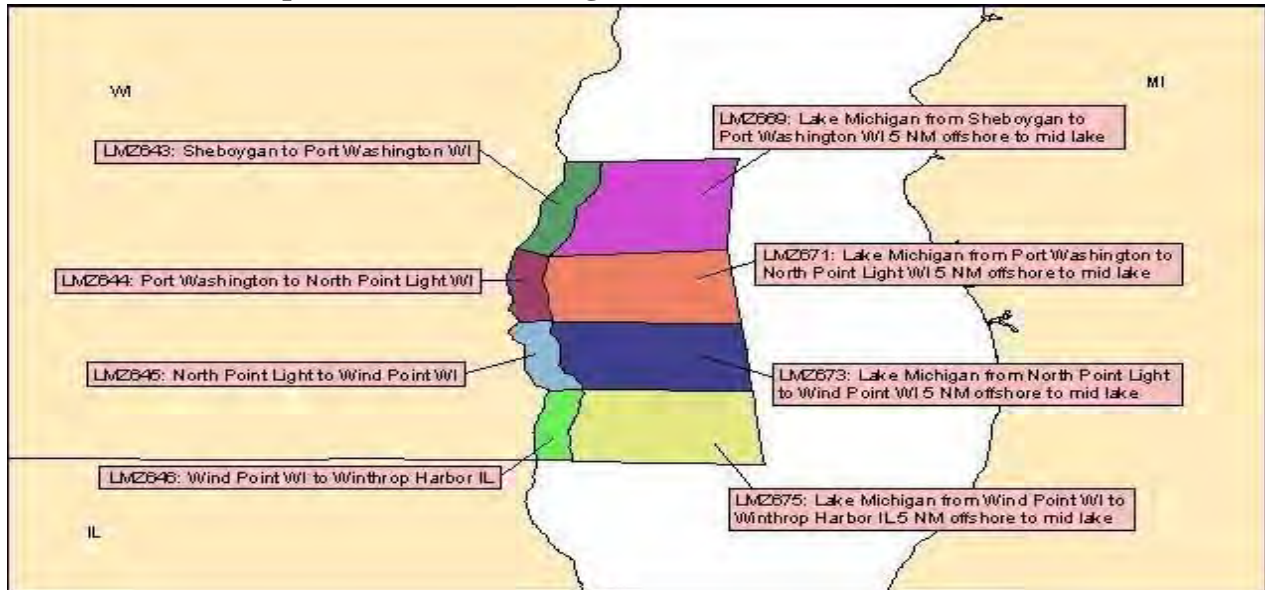 WI
MI
LMZ669: Lake Michigan from Sheboygan to
Port Washington WI 5 NM offshore to mid lake
LMZ643: Sheboygan to Port Washington WI
LMZ671: Lake Michigan from Port Washington to
North Point Light WI 5 NM offshore to mid lake
LMZ644: Port Washington to North Point Light WI
LMZ645: North Point Light to Wind Point WI
LMZ673: Lake Michigan from North Point Light
to Wind Point WI 5 NM offshore to mid lake
LMZ646: Wind Point WI to Winthrop Harbor IL
LMZ675: Lake Michigan from Wind Point WI to
Winthrop Harbor IL 5 NM offshore to mid lake
IL